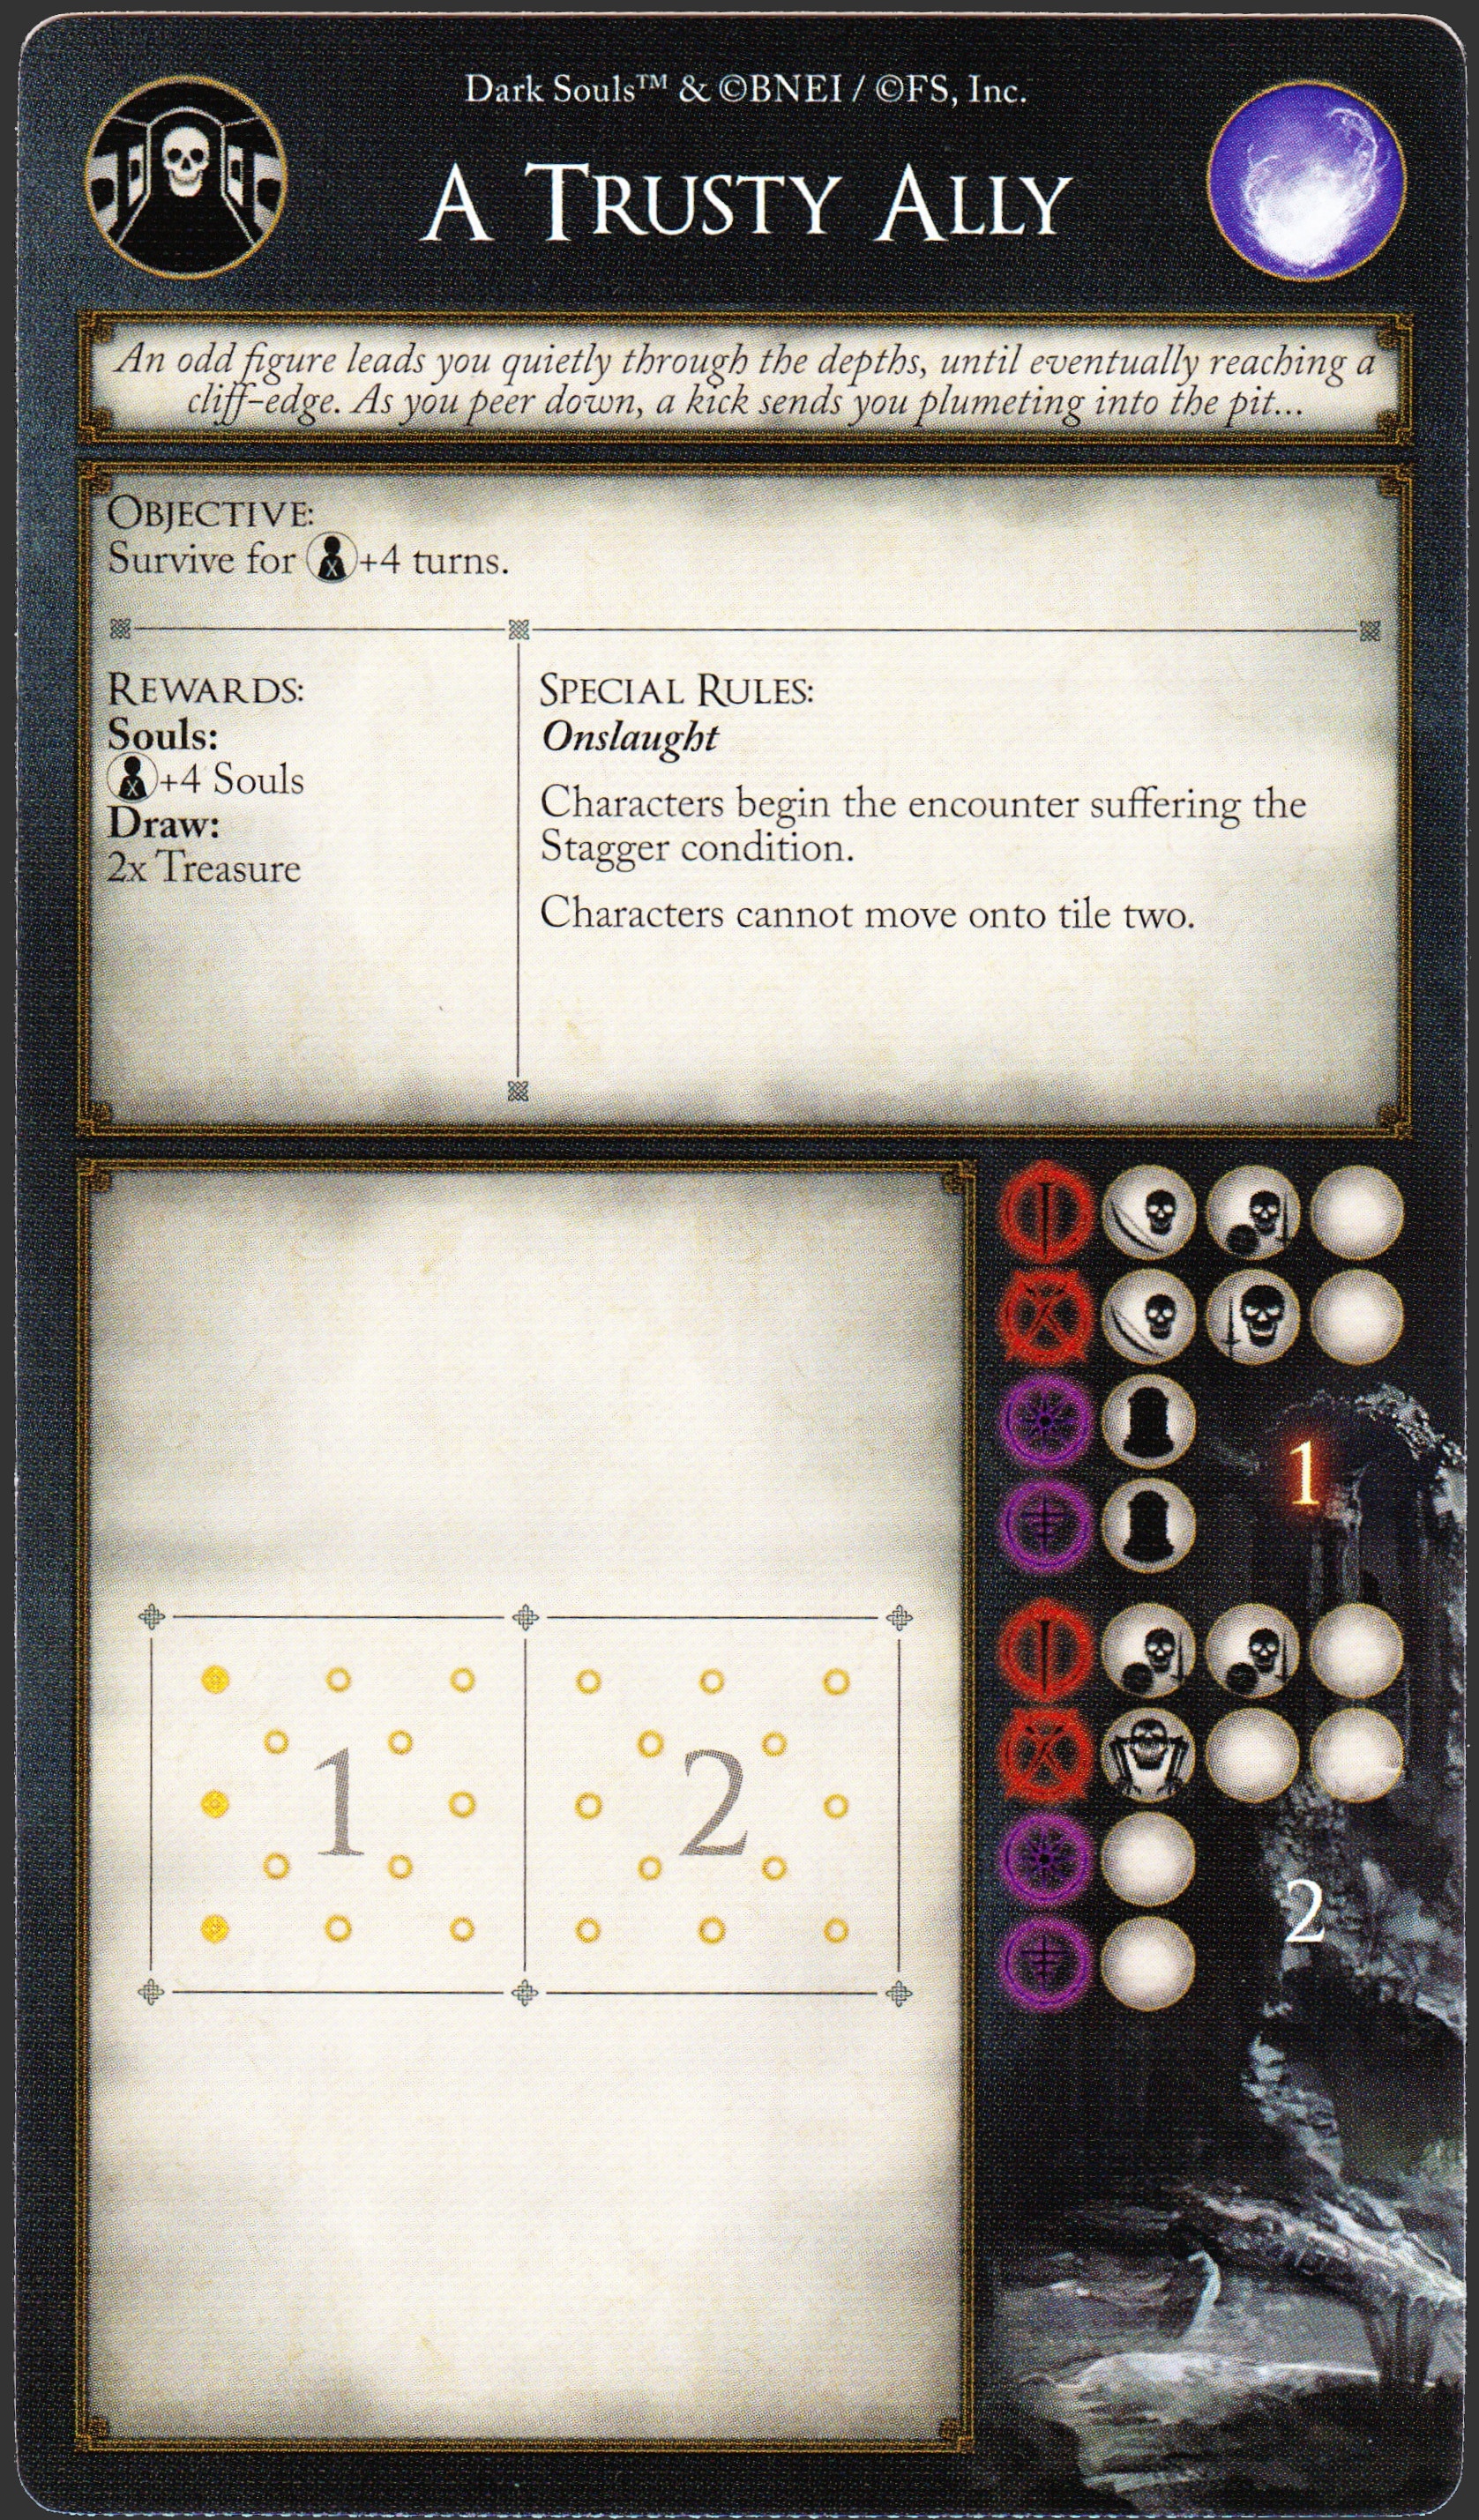 Dark Souls™ & ©BNEI / ©FS, Inc.
A Trusty Ally
An odd figure leads you quietly through the depths, until eventually reaching a
cliff-edge. As you peer down, a kick sends you plumeting into the pit...
Objective:
Survive for X+4 turns.
Rewards:
Souls:
X+4 Souls
Draw:
2x Treasure
Special Rules:
Onslaught
Characters begin the encounter suffering the
Stagger condition.
Characters cannot move onto tile two.
1
2
1
2